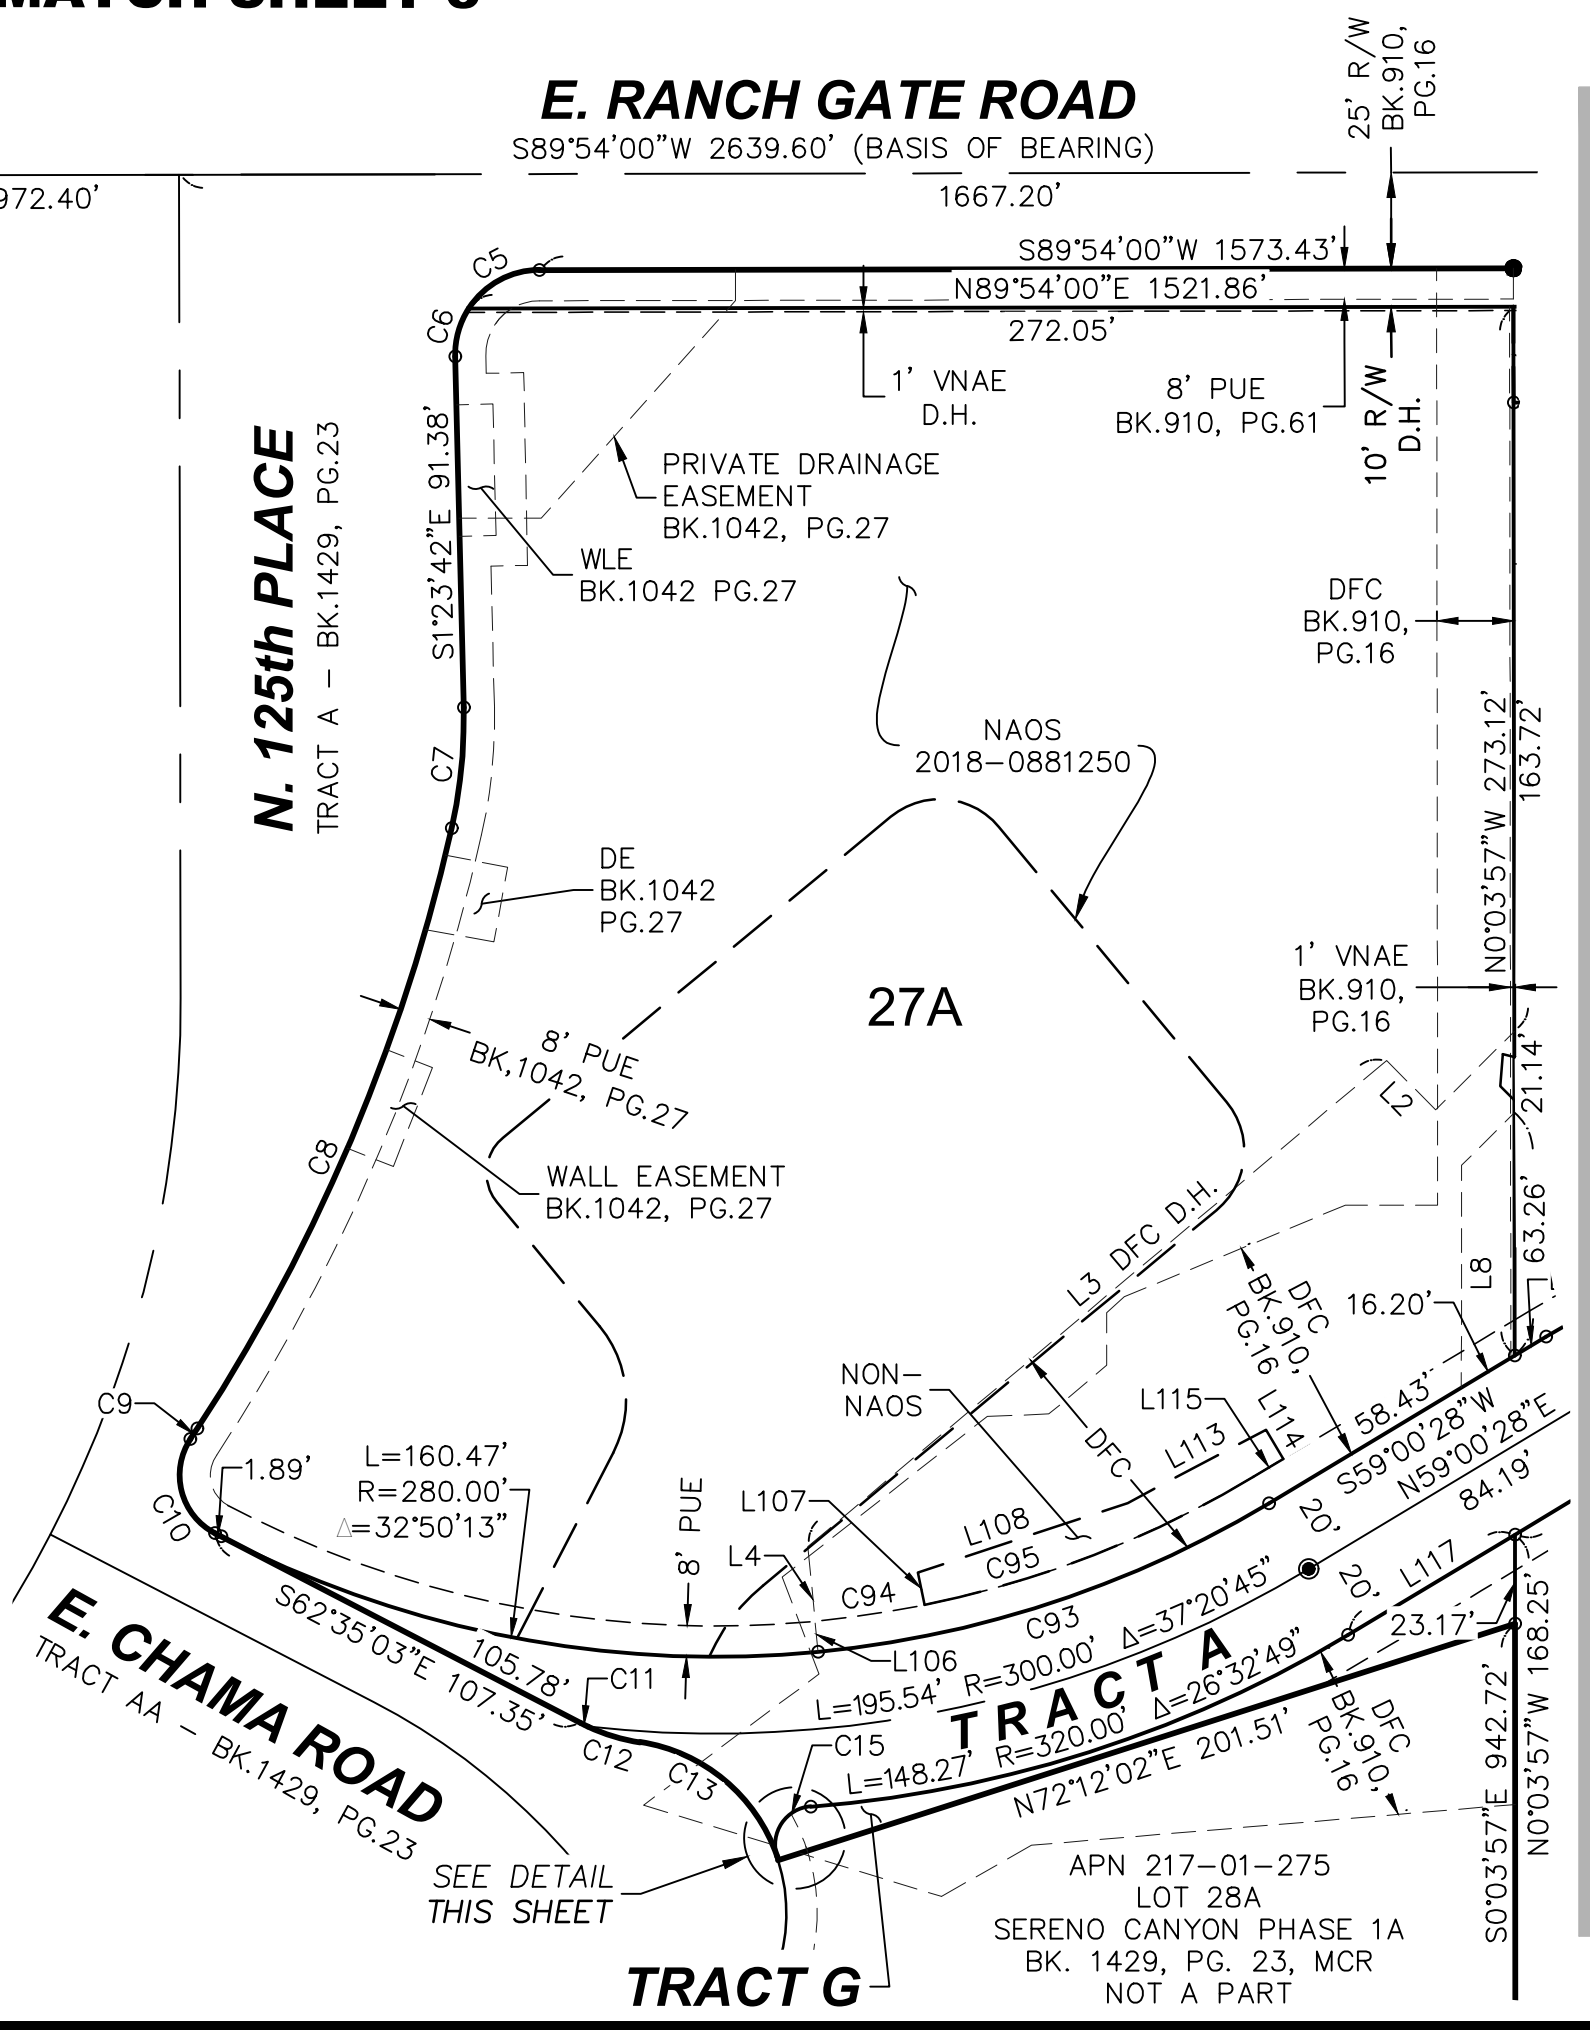 E. RANCH GATE ROAD
S89°54'00"W 2639.60' (BASIS OF BEARING)
25' R/W
BK.910,
PG.16
972.40'
1667.20'
C5
S89°54'00"W 1573.43'
N89°54'00"E 1521.86'
272.05'
C6
1' VNAE
D.H.
8' PUE
BK.910, PG.61
10' R/W
D.H.
N. 125th PLACE
TRACT A - BK.1429, PG.23
S1°23'42"E 91.38'
PRIVATE DRAINAGE
EASEMENT
BK.1042, PG.27
WLE
BK.1042 PG.27
DFC
BK.910,
PG.16
NAOS
2018-0881250
C7
N0°03'57"W 273.12'
163.72'
DE
BK.1042
PG.27
1' VNAE
BK.910,
PG.16
27A
8' PUE
BK,1042, PG.27
21.14'
L2
C8
WALL EASEMENT
BK.1042, PG.27
L3 DFC D.H.
63.26'
L8
DFC
BK.910,
PG.16
16.20'
NON-
NAOS
C9
L115
L114
L113
58.43'
S59°00'28"W
N59°00'28"E
84.19'
DFC
1.89'
L=160.47'
R=280.00'
Δ=32°50'13"
8' PUE
L107
L108
20'
C10
L4
C95
C94
20'
L117
S62°35'03"E 107.35'
105.78'
C93
23.17'
L106
C11
L=195.54' R=300.00' Δ=37°20'45"
TRACT A
E. CHAMA ROAD
TRACT AA - BK.1429, PG.23
C12
C13
C15
L=148.27' R=320.00' Δ=26°32'49"
N72°12'02"E 201.51'
DFC
BK.910,
PG.16
S0°03'57"E 942.72'
N0°03'57"W 168.25'
SEE DETAIL
THIS SHEET
APN 217-01-275
LOT 28A
SERENO CANYON PHASE 1A
BK. 1429, PG. 23, MCR
NOT A PART
TRACT G